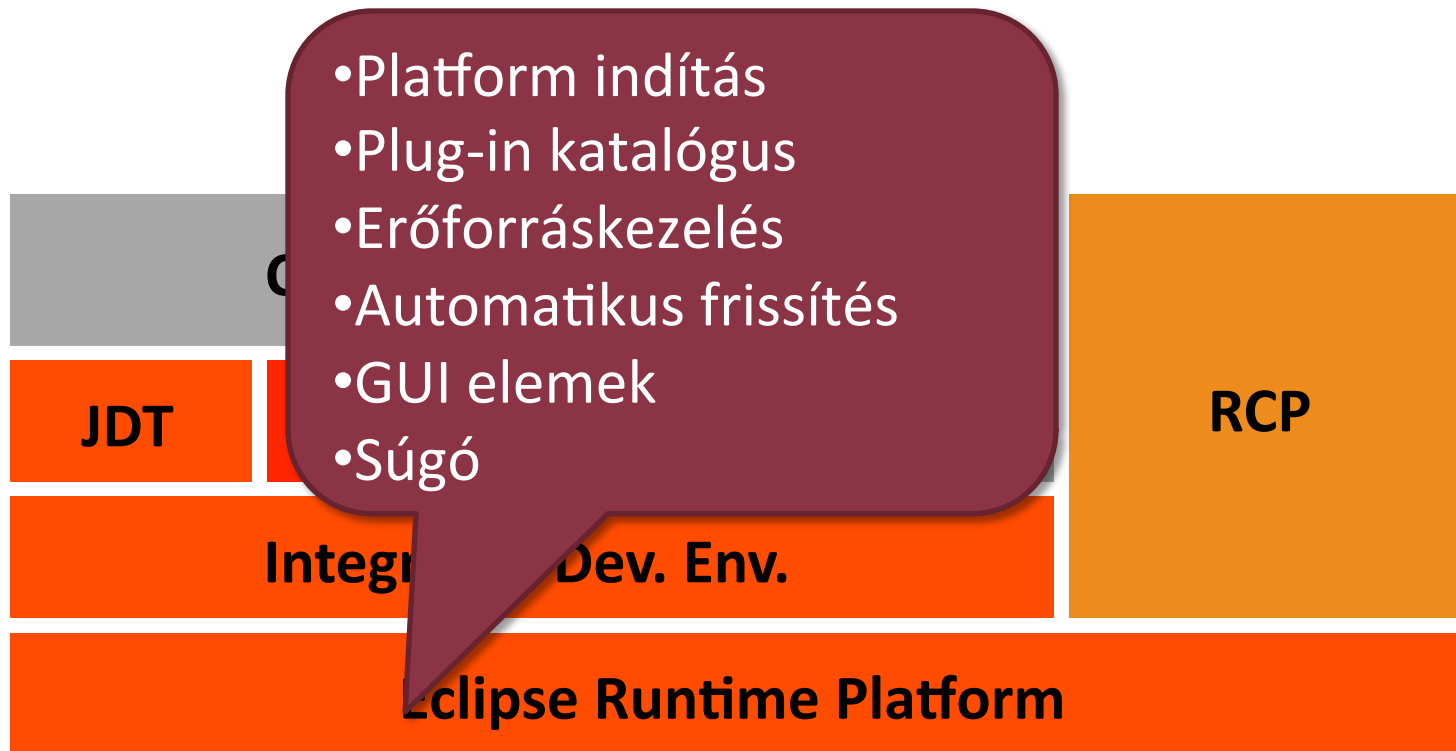 •Platform indítás
•Plug-in katalógus
•Erőforráskezelés
•Automatikus frissítés
•GUI elemek
•Súgó
JDT
RCP
Dev. Env.
Eclipse Runtime Platform